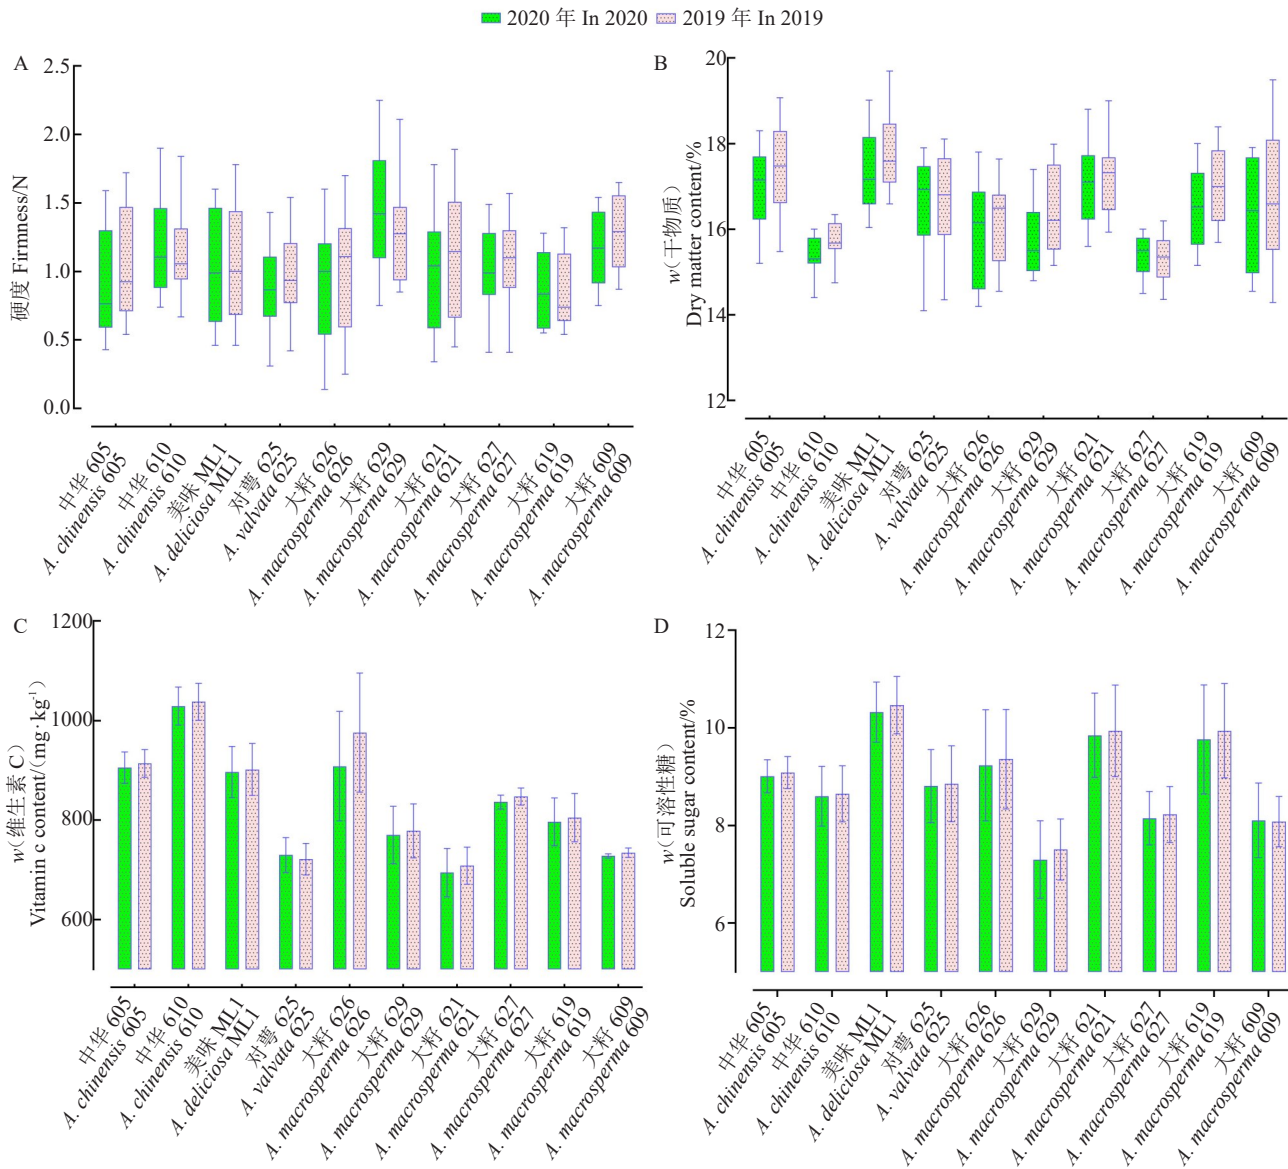 2020 年 In 2020 2019 年 In 2019
A
硬度 Firmness/N
2.5
2.0
1.5
1.0
0.5
0.0
中华 605
A. chinensis 605
中华 610
A. chinensis 610
美味 ML1
A. deliciosa ML1
对萼 625
A. valvata 625
大籽 626
A. macrosperma 626
大籽 629
A. macrosperma 629
大籽 621
A. macrosperma 621
大籽 627
A. macrosperma 627
大籽 619
A. macrosperma 619
大籽 609
A. macrosperma 609
B
w(干物质)
Dry matter content/%
20
18
16
14
12
中华 605
A. chinensis 605
中华 610
A. chinensis 610
美味 ML1
A. deliciosa ML1
对萼 625
A. valvata 625
大籽 626
A. macrosperma 626
大籽 629
A. macrosperma 629
大籽 621
A. macrosperma 621
大籽 627
A. macrosperma 627
大籽 619
A. macrosperma 619
大籽 609
A. macrosperma 609
C
w(维生素 C)
Vitamin c content/(mg·kg⁻¹)
1200
1000
800
600
中华 605
A. chinensis 605
中华 610
A. chinensis 610
美味 ML1
A. deliciosa ML1
对萼 625
A. valvata 625
大籽 626
A. macrosperma 626
大籽 629
A. macrosperma 629
大籽 621
A. macrosperma 621
大籽 627
A. macrosperma 627
大籽 619
A. macrosperma 619
大籽 609
A. macrosperma 609
D
w(可溶性糖)
Soluble sugar content/%
12
10
8
6
中华 605
A. chinensis 605
中华 610
A. chinensis 610
美味 ML1
A. deliciosa ML1
对萼 625
A. valvata 625
大籽 626
A. macrosperma 626
大籽 629
A. macrosperma 629
大籽 621
A. macrosperma 621
大籽 627
A. macrosperma 627
大籽 619
A. macrosperma 619
大籽 609
A. macrosperma 609